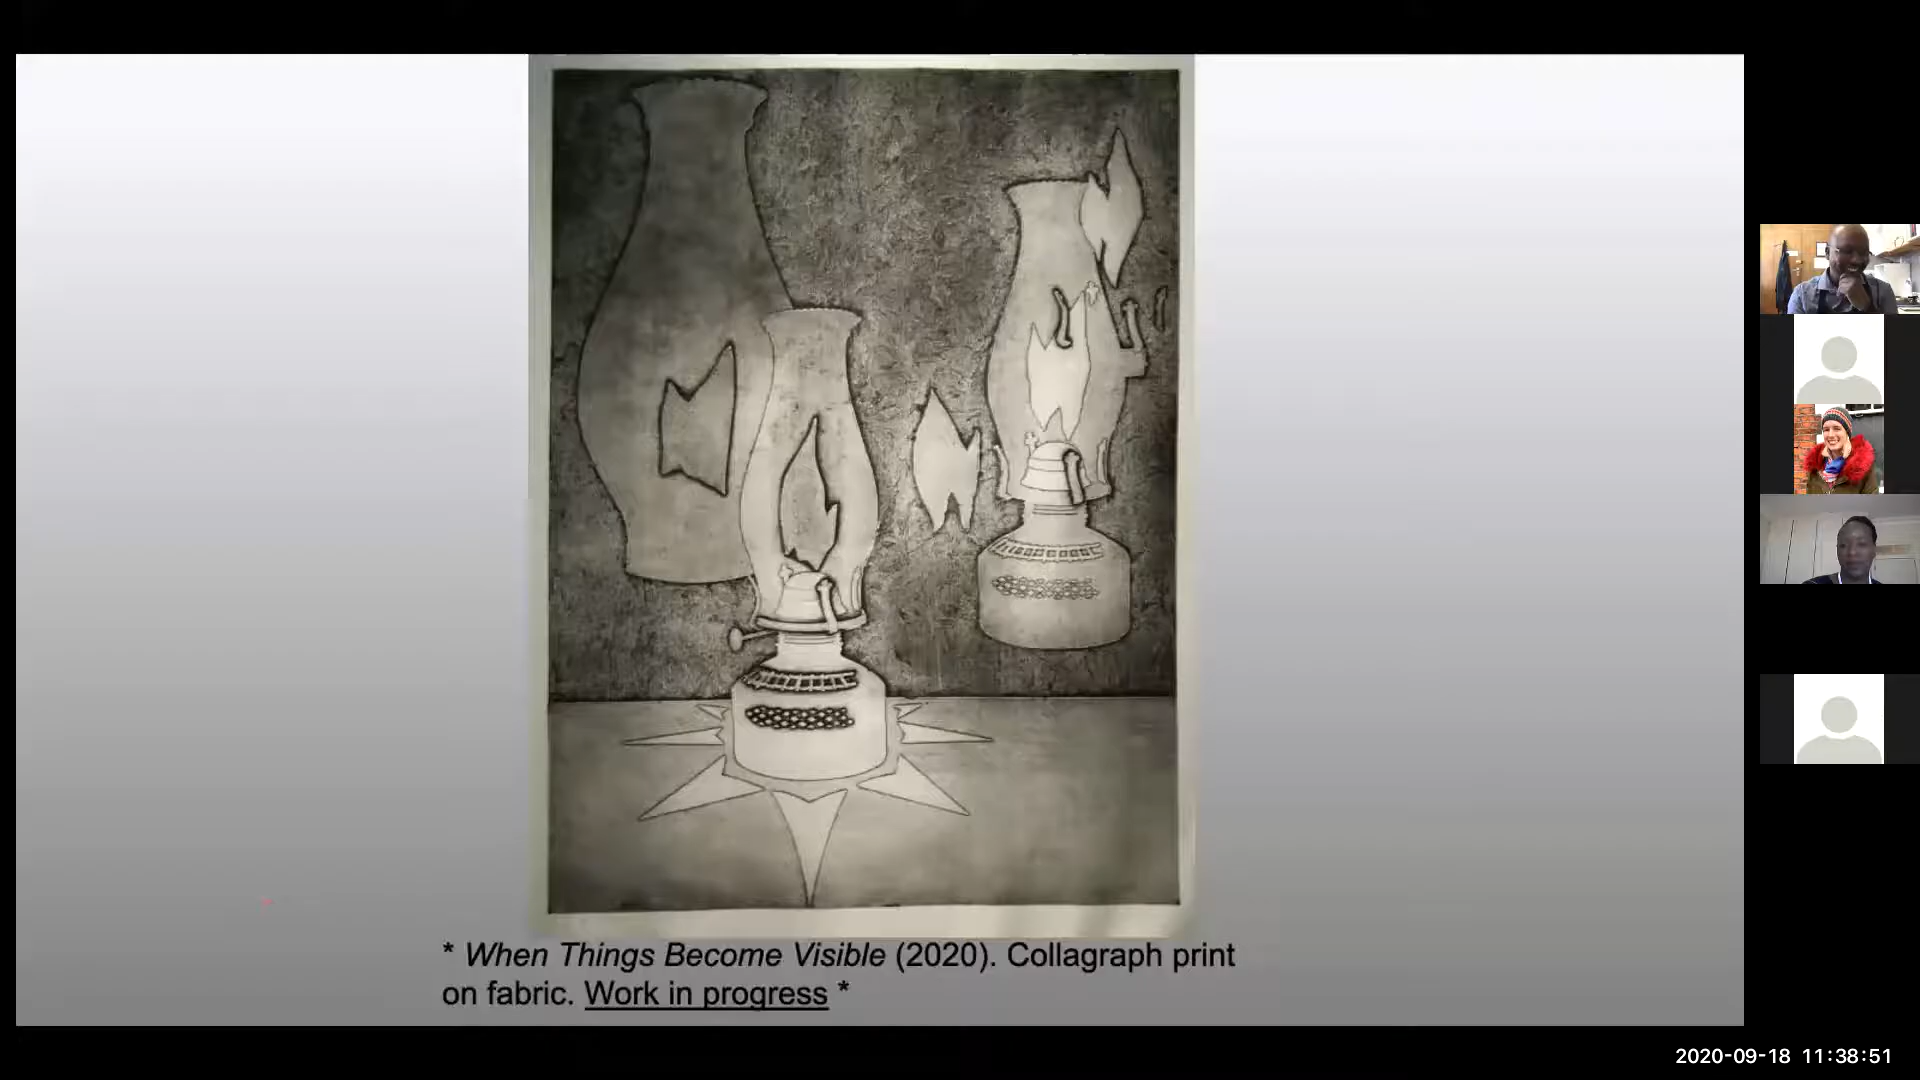 * When Things Become Visible (2020). Collagraph print
on fabric. Work in progress *
2020-09-18 11:38:51